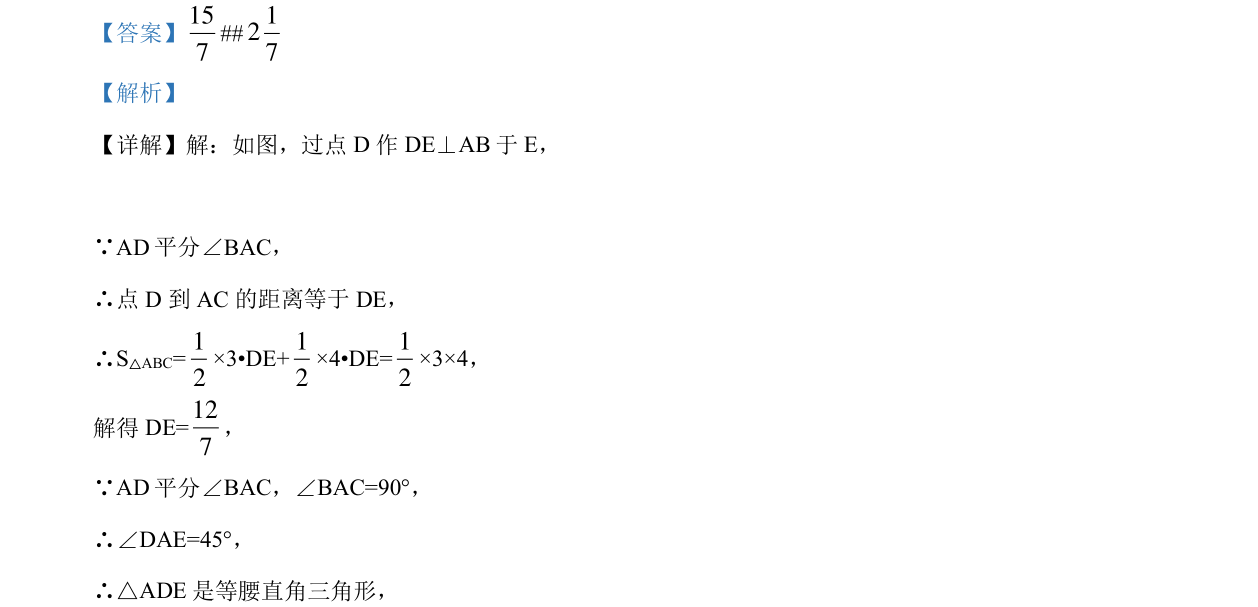 【答案】15/7##2 1/7
【解析】
【详解】解：如图，过点 D 作 DE⊥AB 于 E，
∵AD 平分∠BAC，
∴点 D 到 AC 的距离等于 DE，
∴S△ABC=1/2×3•DE+1/2×4•DE=1/2×3×4，
解得 DE=12/7，
∵AD 平分∠BAC，∠BAC=90°，
∴∠DAE=45°，
∴△ADE 是等腰直角三角形，